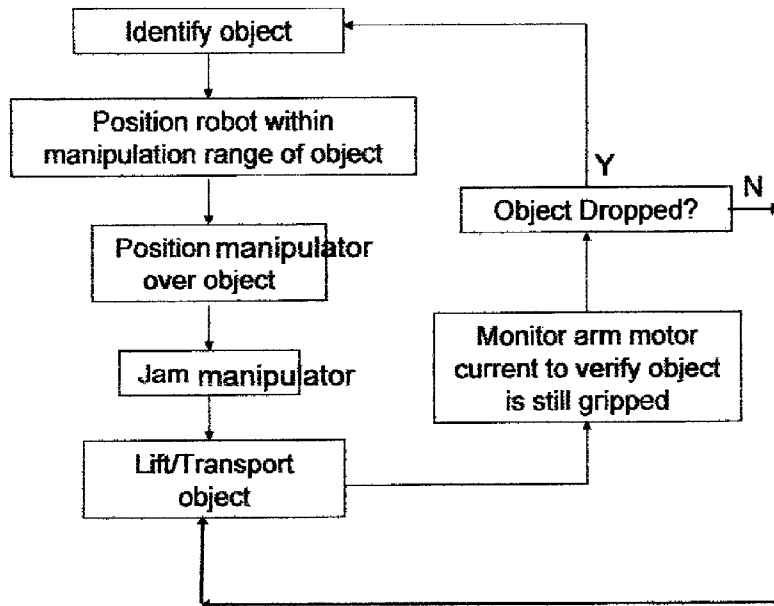 Identify object
Position robot within
manipulation range of object
Position manipulator
over object
Jam manipulator
Lift/Transport
object
Monitor arm motor
current to verify object
is still gripped
Object Dropped?
Y
N